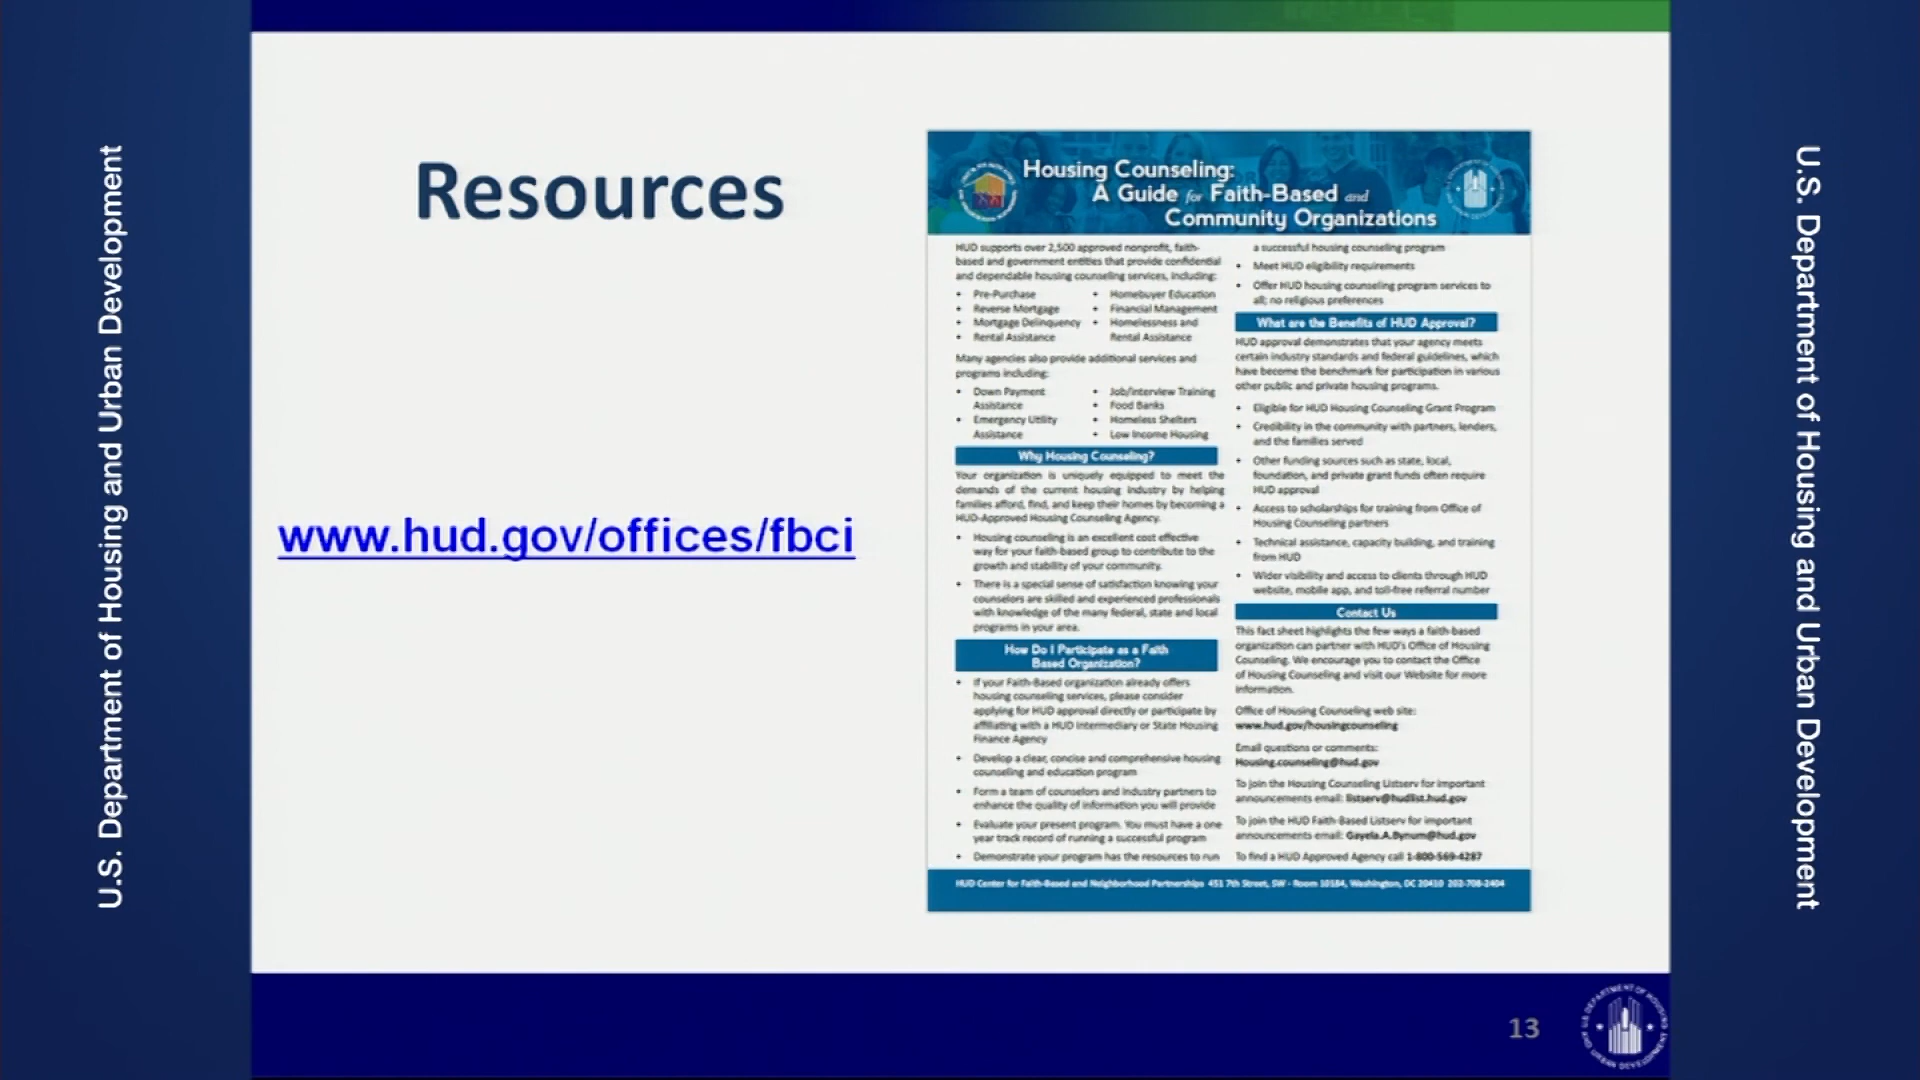 U.S. Department of Housing and Urban Development
Resources
www.hud.gov/offices/fbci
Housing Counseling:
A Guide for Faith-Based and
Community Organizations
HUD supports over 2,500 approved nonprofit, faith-
based and government entities that provide confidential
and dependable housing counseling services, including:
• Pre-Purchase
• Reverse Mortgage
• Mortgage Delinquency
• Rental Assistance
• Homebuyer Education
• Financial Management
• Homelessness and
Rental Assistance
Many agencies also provide additional services and
programs including:
• Down Payment
Assistance
• Emergency Utility
Assistance
• Job/Interview Training
• Food Banks
• Homeless Shelters
• Low Income Housing
Why Housing Counseling?
Your organization is uniquely equipped to meet the
demands of the current housing industry by helping
families afford, find, and keep their homes by becoming a
HUD-Approved Housing Counseling Agency.
• Housing counseling is an excellent cost effective
way for your faith-based group to contribute to the
growth and stability of your community.
• There is a special sense of satisfaction knowing your
counselors are skilled and experienced professionals
with knowledge of the many federal, state and local
programs in your area.
How Do I Participate as a Faith
Based Organization?
• If your Faith-Based organization already offers
housing counseling services, please consider
applying for HUD approval directly or participate by
affiliating with a HUD Intermediary or State Housing
Finance Agency
• Develop a clear, concise and comprehensive housing
counseling and education program
• Form a team of counselors and industry partners to
enhance the quality of information you will provide
• Evaluate your present program. You must have a one
year track record of running a successful program
• Demonstrate your program has the resources to run
a successful housing counseling program
• Meet HUD eligibility requirements
• Offer HUD housing counseling program services to
all; no religious preferences
What are the Benefits of HUD Approval?
HUD approval demonstrates that your agency meets
certain industry standards and federal guidelines, which
have become the benchmark for participation in various
other public and private housing programs.
• Eligible for HUD Housing Counseling Grant Program
• Credibility in the community with partners, lenders,
and the families served
• Other funding sources such as state, local,
foundation, and private grant funds often require
HUD approval
• Access to scholarships for training from Office of
Housing Counseling partners
• Technical assistance, capacity building, and training
from HUD
• Wider visibility and access to clients through HUD
website, mobile app, and toll-free referral number
Contact Us
This fact sheet highlights the few ways a faith-based
organization can partner with HUD's Office of Housing
Counseling. We encourage you to contact the Office
of Housing Counseling and visit our Website for more
information.
Office of Housing Counseling web site:
www.hud.gov/housingcounseling
Email questions or comments:
Housing.counseling@hud.gov
To join the Housing Counseling Listserv for important
announcements email: listserv@hudlist.hud.gov
To join the HUD Faith-Based Listserv for important
announcements email: Gayela.A.Bynum@hud.gov
To find a HUD Approved Agency call 1-800-569-4287
HUD Center for Faith-Based and Neighborhood Partnerships 451 7th Street, SW - Room 10184, Washington, DC 20410 202-708-2404
13
U.S. DEPARTMENT OF HOUSING AND URBAN DEVELOPMENT
U.S. Department of Housing and Urban Development